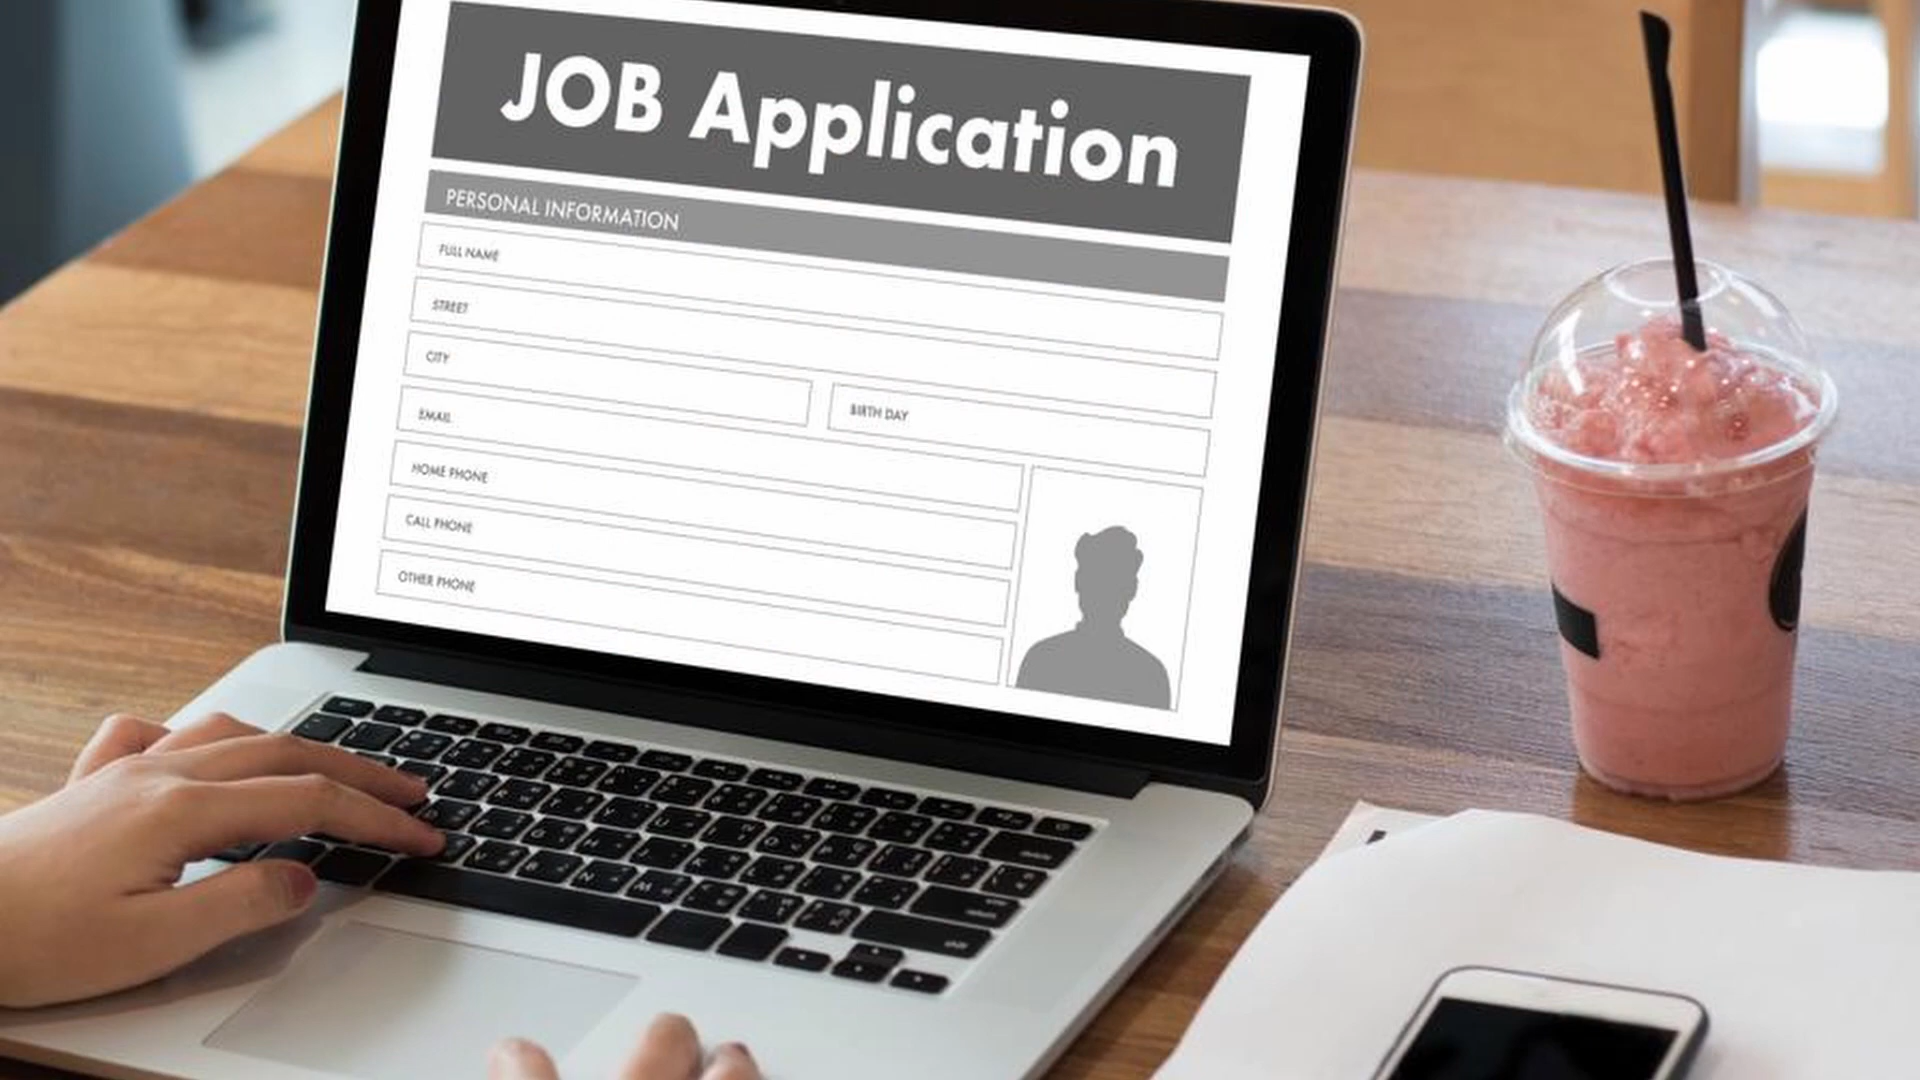 JOB Application
PERSONAL INFORMATION
FULL NAME
STREET
CITY
BIRTH DAY
EMAIL
HOME PHONE
CALL PHONE
OTHER PHONE